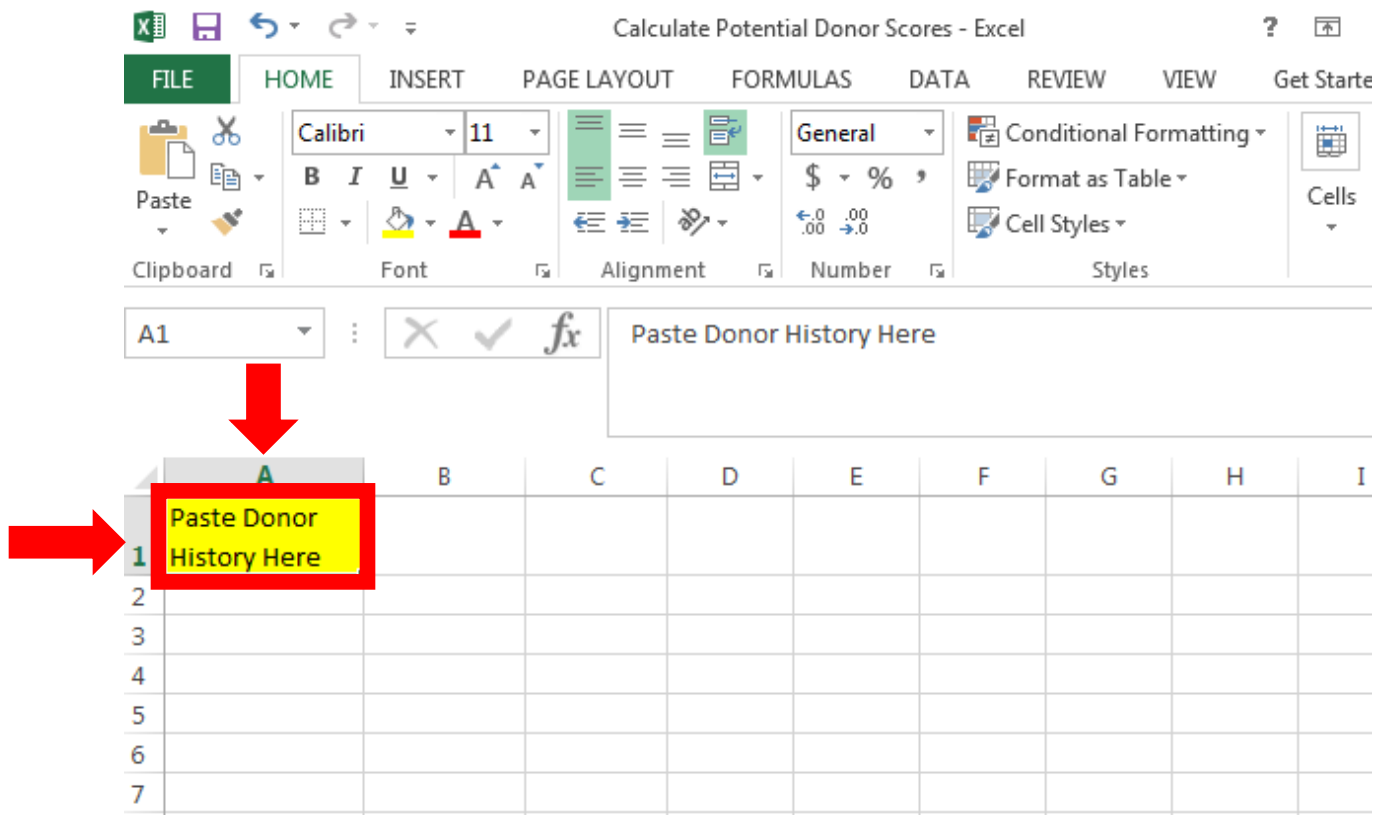 Calculate Potential Donor Scores - Excel ?
FILE HOME INSERT PAGE LAYOUT FORMULAS DATA REVIEW VIEW Get Starte
Calibri 11 General Conditional Formatting
Paste B I U A A $ % , Format as Table Cells
A .00 .00 Cell Styles
Clipboard Font Alignment Number Styles
A1 fx Paste Donor History Here
A B C D E F G H I
Paste Donor
1 History Here
2
3
4
5
6
7